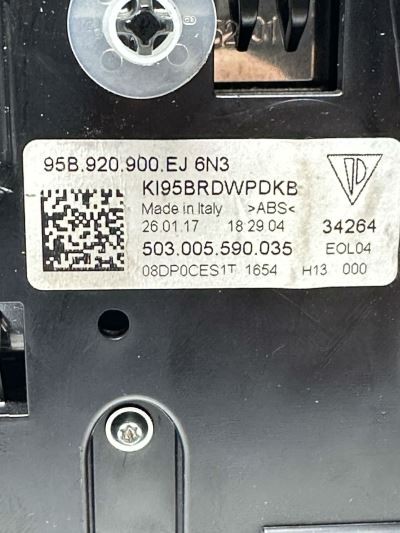 95B.920.900.EJ 6N3
KI95BRDWPDKB
Made in Italy >ABS<
26.01.17 18 29.04 34264
503.005.590.035 EOL04
08DP0CES1T 1654 H13 000